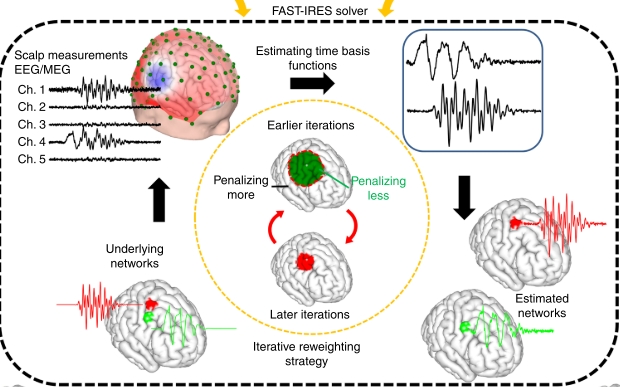 FAST-IRES solver
Scalp measurements
EEG/MEG
Ch. 1
Ch. 2
Ch. 3
Ch. 4
Ch. 5
Estimating time basis
functions
Earlier iterations
Penalizing
more
Penalizing
less
Later iterations
Iterative reweighting
strategy
Underlying
networks
Estimated
networks